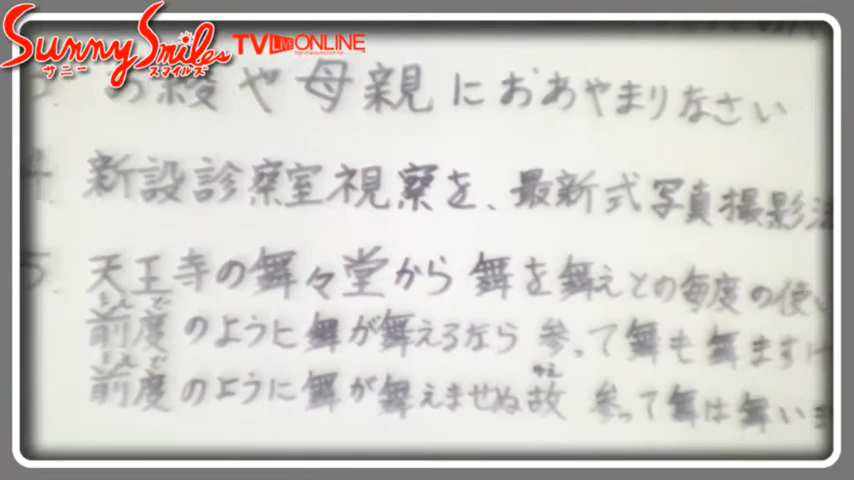 Sunny Smiles
サニー スマイルズ
TV LIVE ONLINE
や母親におあやまりなさい
新設診察室視察を、最新式写真撮影法
5 天王寺の舞々堂から舞を舞えとの毎度の使い
前度のように舞が舞えるなら 参って舞も舞ますけ
前度のように舞が舞えませぬ故 参って舞は舞いま